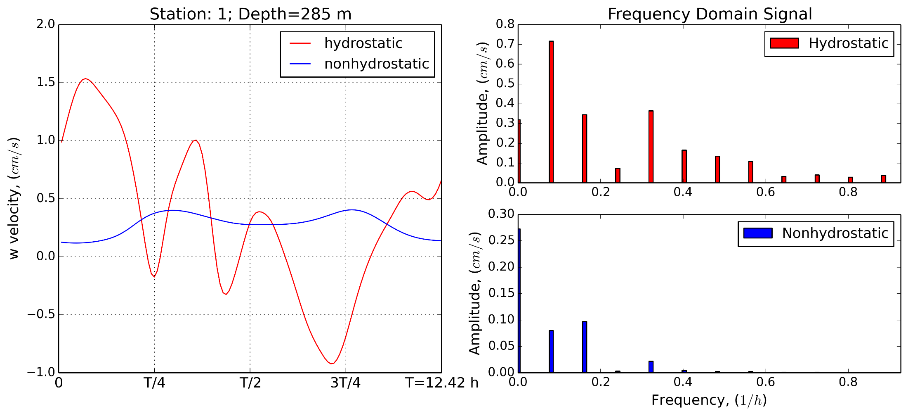 Station: 1; Depth=285 m
2.0
1.5
1.0
0.5
0.0
−0.5
−1.0
w velocity, (cm/s)
hydrostatic
nonhydrostatic
0
T/4
T/2
3T/4
T=12.42 h
Frequency Domain Signal
0.8
0.7
0.6
0.5
0.4
0.3
0.2
0.1
0.0
Amplitude, (cm/s)
Hydrostatic
0.0
0.2
0.4
0.6
0.8
0.30
0.25
0.20
0.15
0.10
0.05
0.00
Amplitude, (cm/s)
Nonhydrostatic
0.0
0.2
0.4
0.6
0.8
Frequency, (1/h)